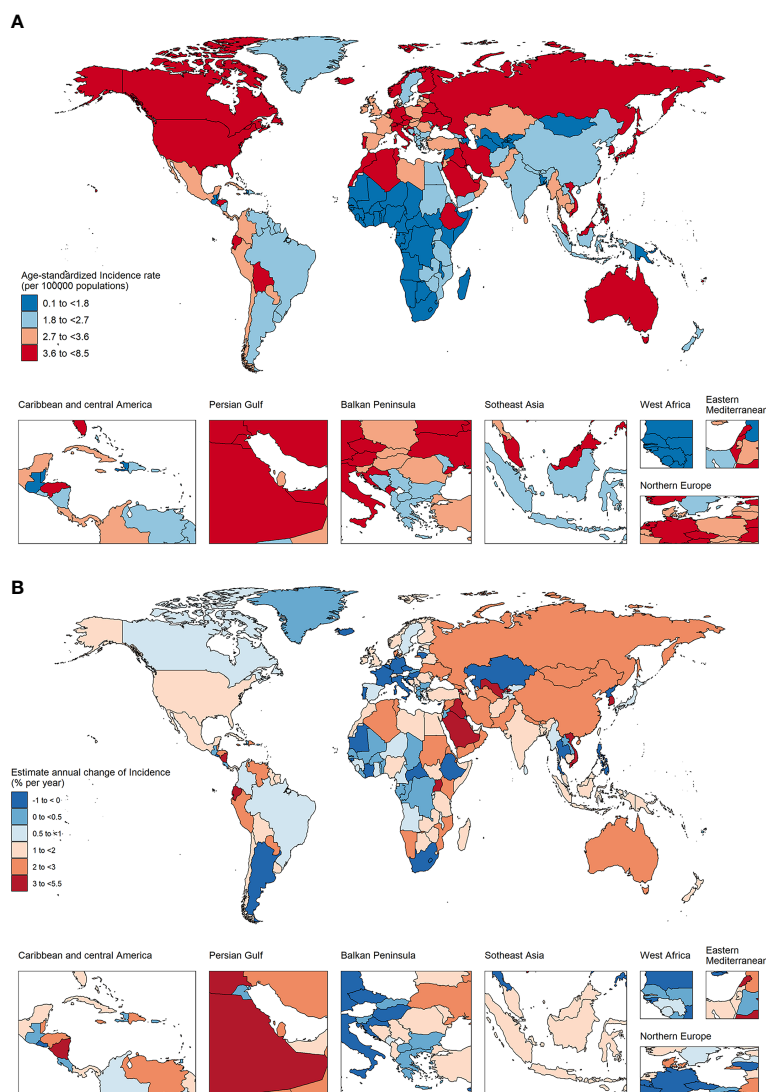 A
Age-standardized Incidence rate
(per 100000 populations)
0.1 to <1.8
1.8 to <2.7
2.7 to <3.6
3.6 to <8.5
Caribbean and central America
Persian Gulf
Balkan Peninsula
Sotheast Asia
West Africa
Eastern
Mediterranean
Northern Europe
B
Estimate annual change of Incidence
(% per year)
-1 to < 0
0 to <0.5
0.5 to <1
1 to <2
2 to <3
3 to <5.5
Caribbean and central America
Persian Gulf
Balkan Peninsula
Sotheast Asia
West Africa
Eastern
Mediterranean
Northern Europe